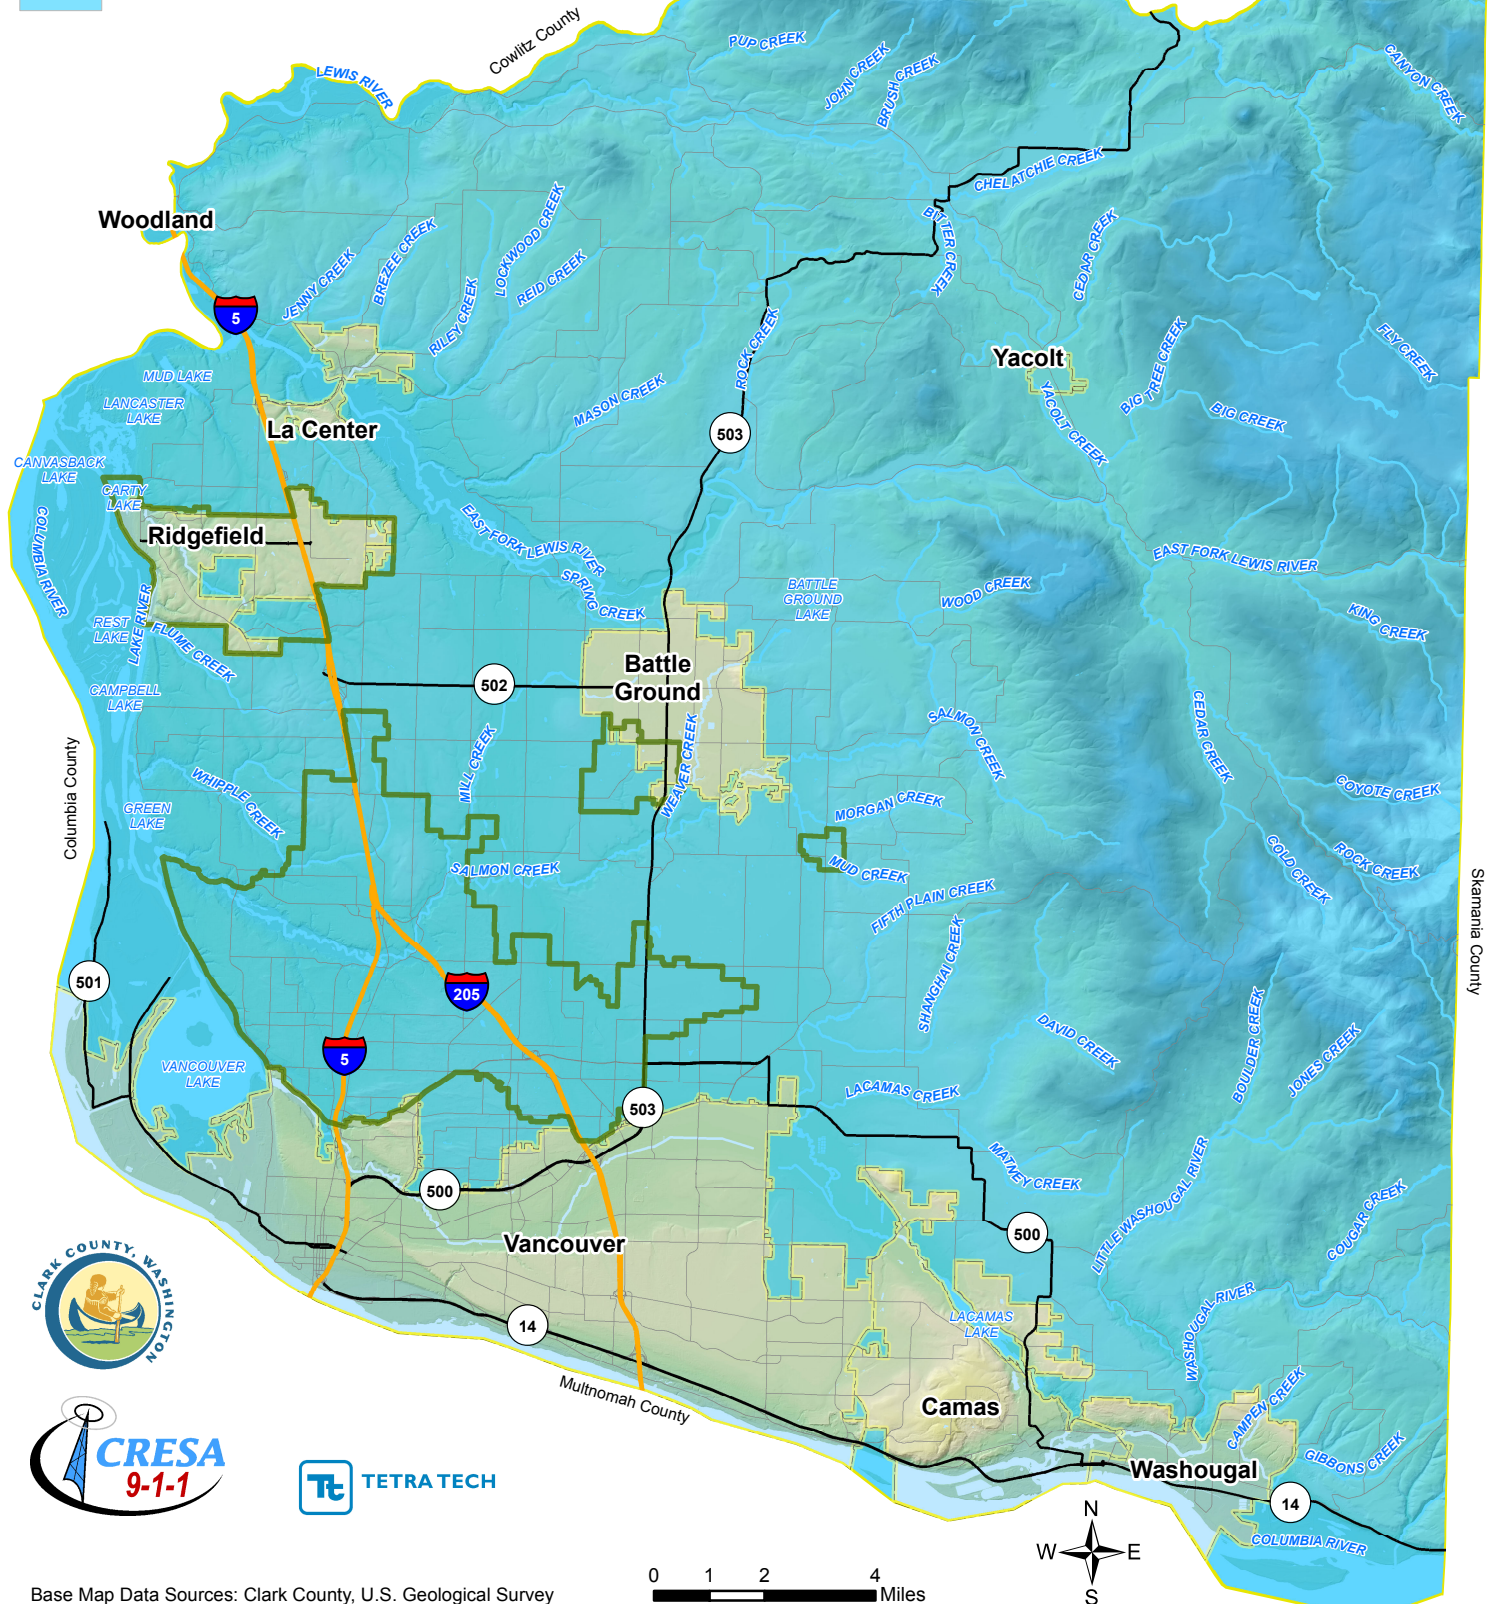 Cowlitz County
PUP CREEK
JOHN CREEK
BRUSH CREEK
CANYON CREEK
LEWIS RIVER
CHELATCHIE CREEK
Woodland
BITTER CREEK
CEDAR CREEK
JENNY CREEK
BREZEE CREEK
LOCKWOOD CREEK
REID CREEK
RILEY CREEK
5
ROCK CREEK
Yacolt
BIG TREE CREEK
FLY CREEK
MUD LAKE
LANCASTER
LAKE
MASON CREEK
BIG CREEK
La Center
503
YACOLT CREEK
CANVASBACK
LAKE
CARTY
LAKE
COLUMBIA RIVER
Ridgefield
EAST FORK LEWIS RIVER
EAST FORK LEWIS RIVER
SPRING CREEK
BATTLE
GROUND
LAKE
WOOD CREEK
KING CREEK
REST
LAKE
LAKE RIVER
FLUME CREEK
Battle
Ground
502
CAMPBELL
LAKE
SALMON CREEK
CEDAR CREEK
WEAVER CREEK
MILL CREEK
Columbia County
WHIPPLE CREEK
GREEN
LAKE
MORGAN CREEK
COYOTE CREEK
SALMON CREEK
MUD CREEK
COLD CREEK
ROCK CREEK
FIFTH PLAIN CREEK
Skamania County
SHANGHAI CREEK
501
205
5
VANCOUVER
LAKE
DAVID CREEK
BOULDER CREEK
JONES CREEK
LACAMAS CREEK
503
MATNEY CREEK
LITTLE WASHOUGAL RIVER
COUGAR CREEK
500
500
Vancouver
CLARK COUNTY, WASHINGTON
WASHOUGAL RIVER
14
LACAMAS
LAKE
Multnomah County
Camas
CAMPEN CREEK
GIBBONS CREEK
CRESA
9-1-1
Tt
TETRA TECH
Washougal
14
COLUMBIA RIVER
N
W
E
S
0 1 2 4
Miles
Base Map Data Sources: Clark County, U.S. Geological Survey